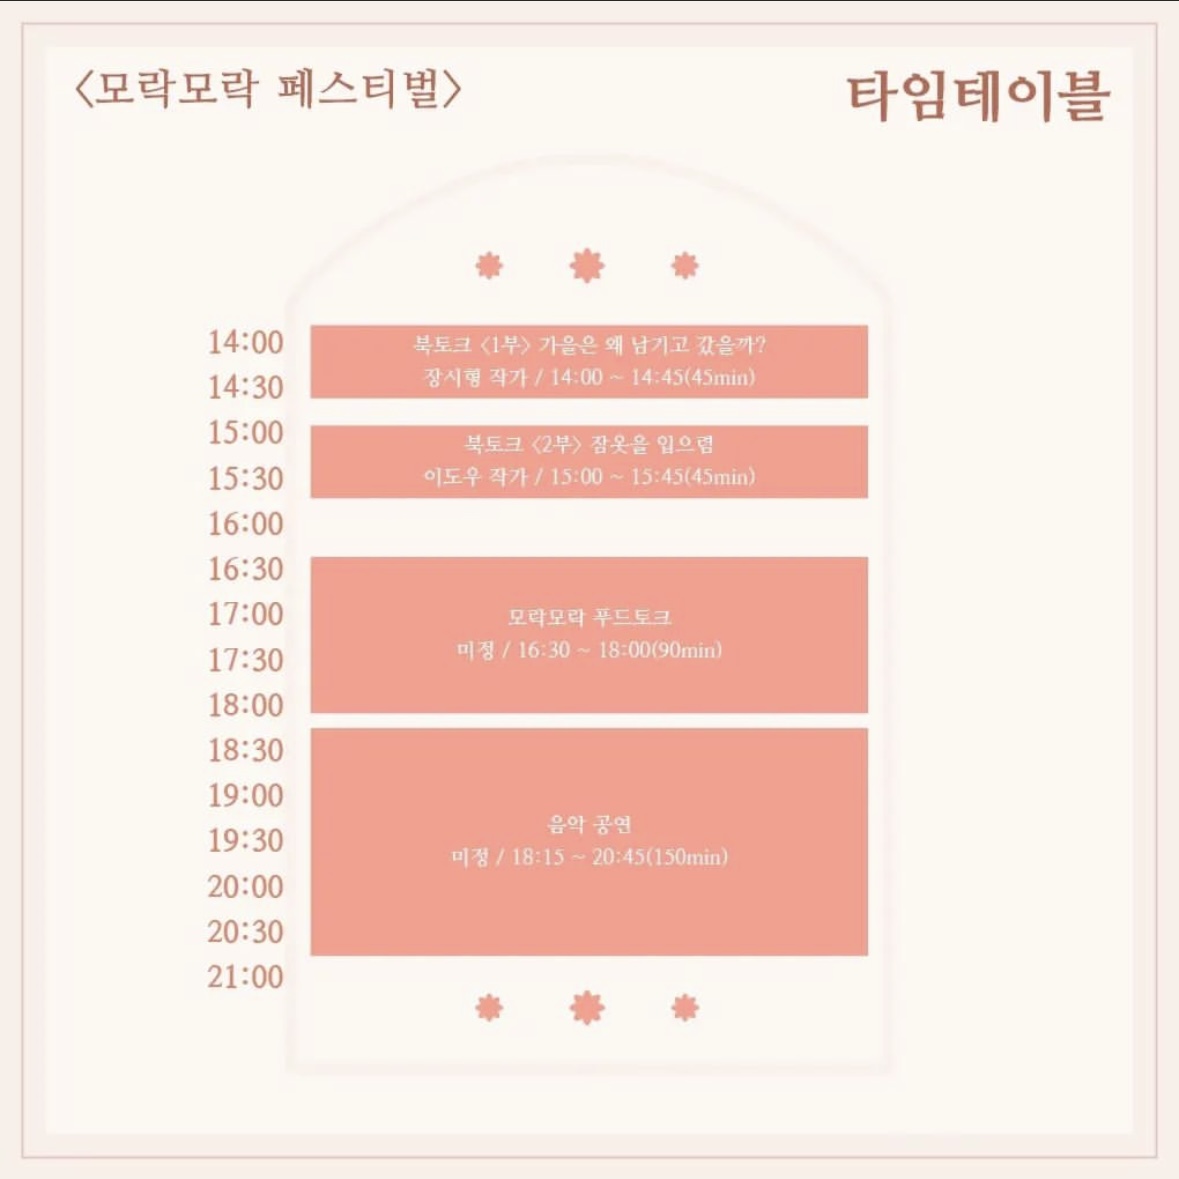 <모락모락 페스티벌>
타임테이블
14:00
14:30
15:00
15:30
16:00
16:30
17:00
17:30
18:00
18:30
19:00
19:30
20:00
20:30
21:00
북토크 <1부> 가을은 왜 남기고 갔을까?
장시형 작가 / 14:00 ~ 14:45(45min)
북토크 <2부> 잠옷을 입으렴
이도우 작가 / 15:00 ~ 15:45(45min)
모락모락 푸드토크
미정 / 16:30 ~ 18:00(90min)
음악 공연
미정 / 18:15 ~ 20:45(150min)